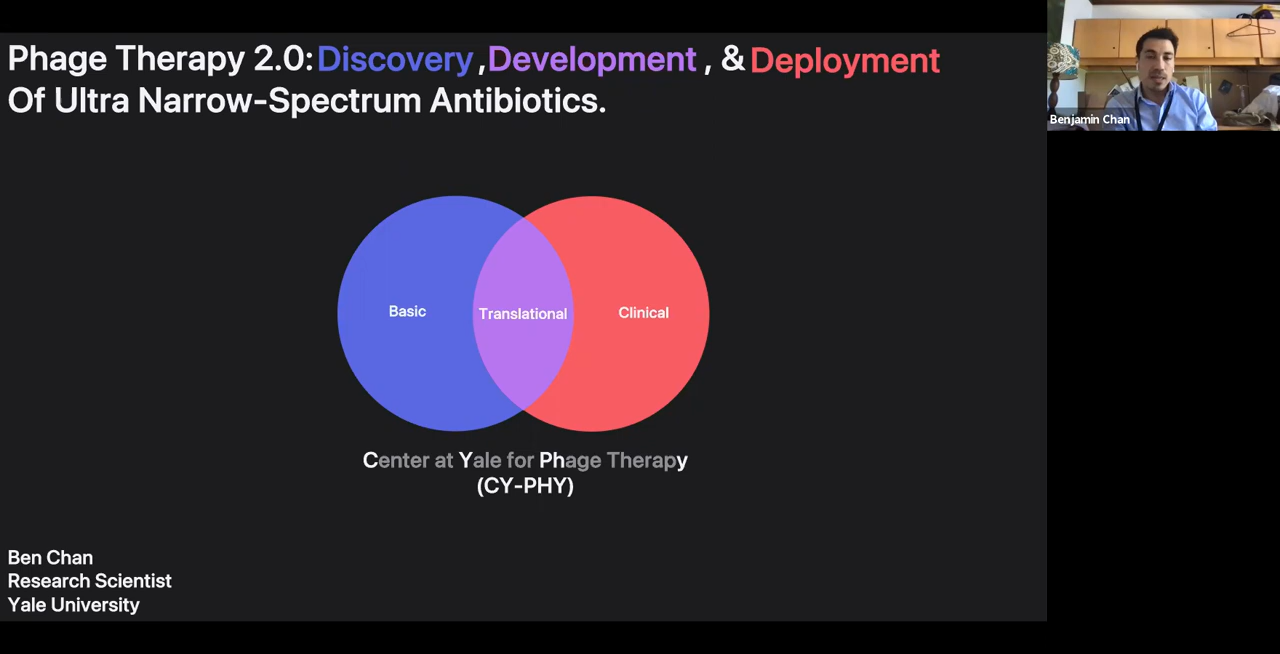 Phage Therapy 2.0: Discovery, Development, & Deployment
Of Ultra Narrow-Spectrum Antibiotics.
Benjamin Chan
Basic
Translational
Clinical
Center at Yale for Phage Therapy
(CY-PHY)
Ben Chan
Research Scientist
Yale University